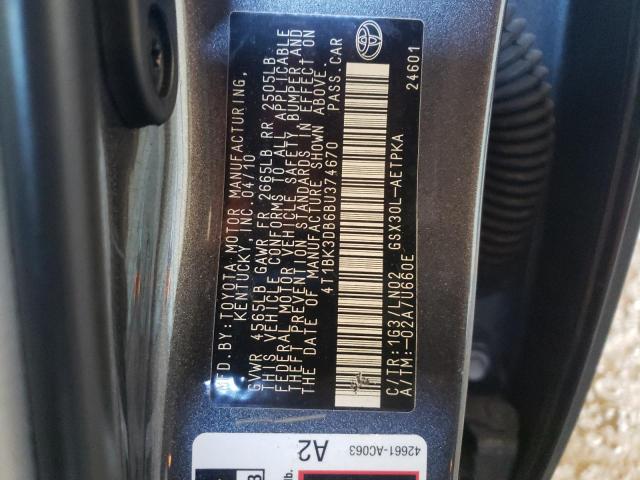 MFD.BY:TOYOTA MOTOR MANUFACTURING,
KENTUCKY, INC. 04/10
GVWR 4565LB GAWR FR 2665LB RR 2505LB
THIS VEHICLE CONFORMS TO ALL APPLICABLE
FEDERAL MOTOR VEHICLE SAFETY, BUMPER, AND
THEFT PREVENTION STANDARDS IN EFFECT ON
THE DATE OF MANUFACTURE SHOWN ABOVE.
4T1BK3DB6BU374670 PASS.CAR
C/TR:1G3/LN02 GSX30L-AETPKA
A/TM:-02A/U660E 24601
42661-AC063
A2
lb.